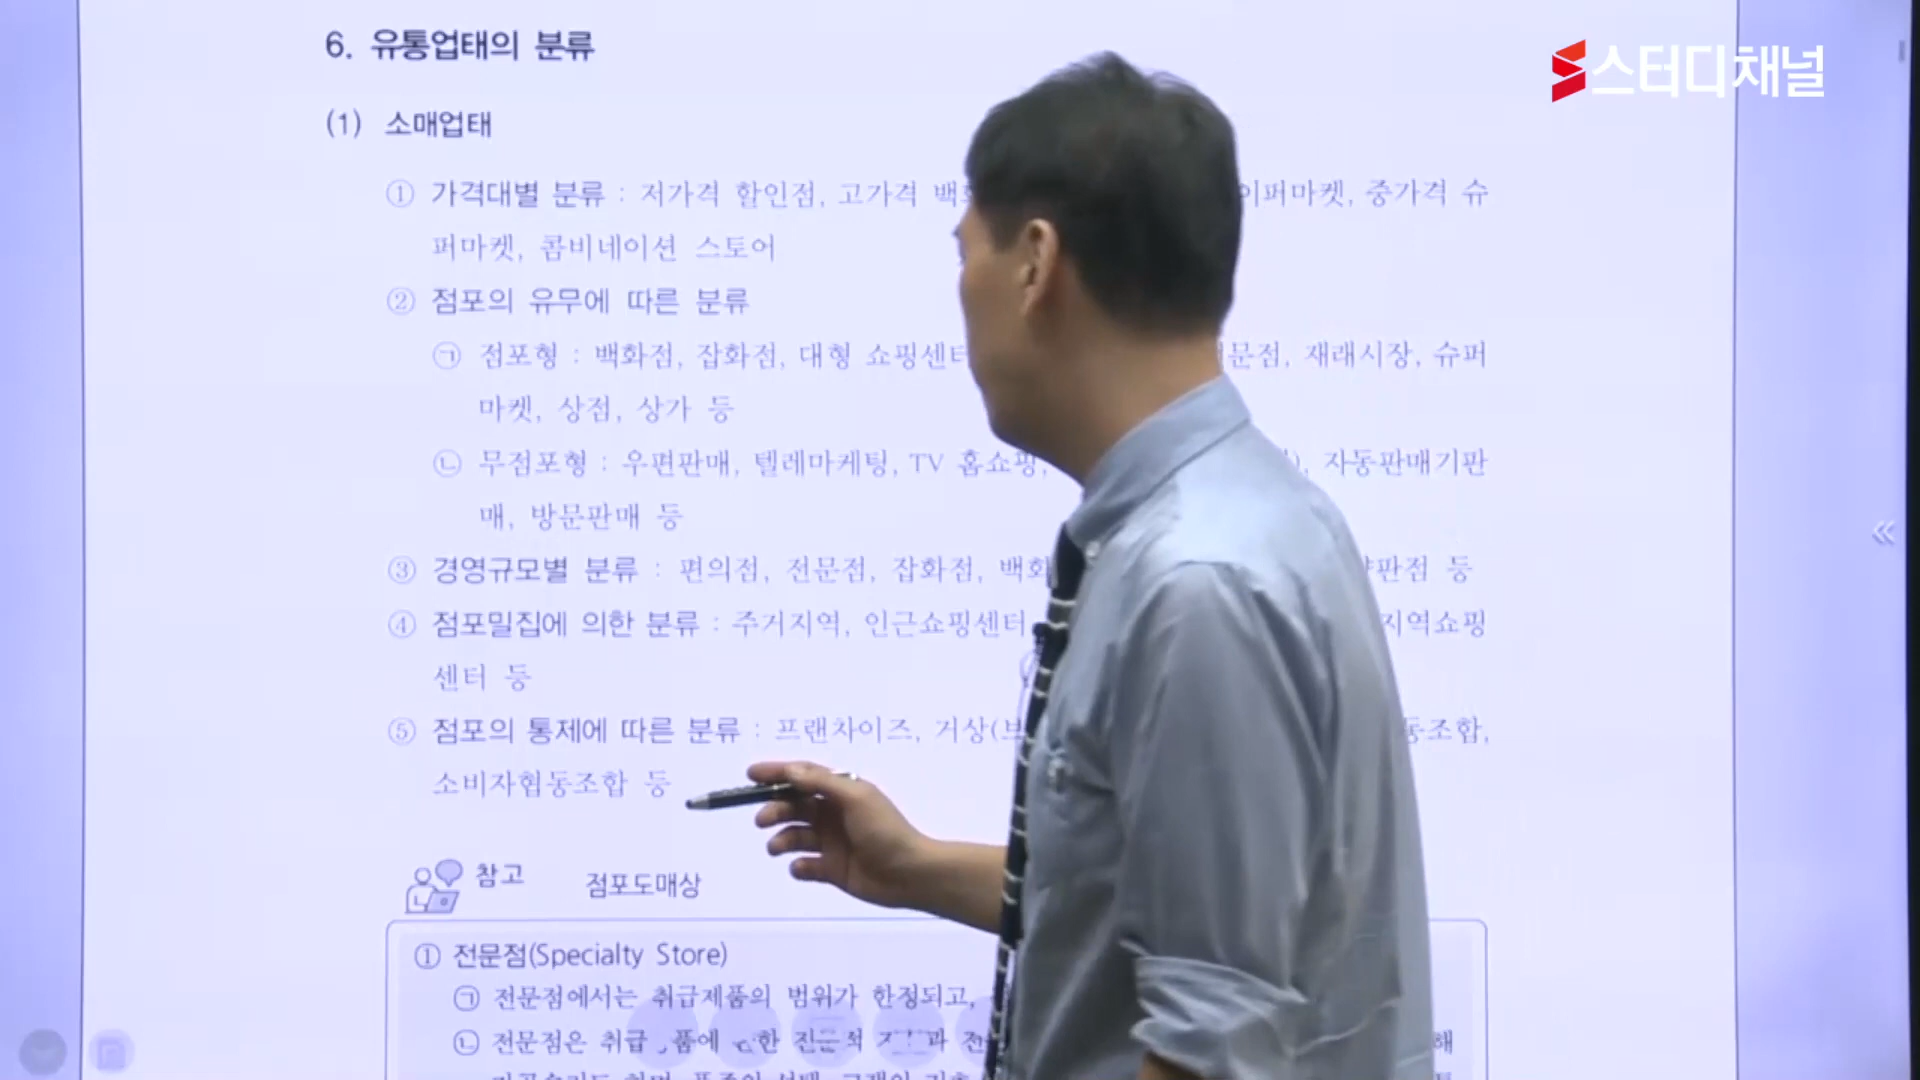 스터디채널
6. 유통업태의 분류
(1) 소매업태
① 가격대별 분류 : 저가격 할인점, 고가격 이퍼마켓, 중가격 슈
퍼마켓, 콤비네이션 스토어
② 점포의 유무에 따른 분류
㉠ 점포형 : 백화점, 잡화점, 대형 쇼핑센터 재래시장, 슈퍼
마켓, 상점, 상가 등
㉡ 무점포형 : 우편판매, 텔레마케팅, TV 홈쇼핑, 자동판매기판
매, 방문판매 등
③ 경영규모별 분류 : 편의점, 전문점, 잡화점, 판점 등
④ 점포밀집에 의한 분류 : 주거지역, 인근쇼핑센터 지역쇼핑
센터 등
⑤ 점포의 통제에 따른 분류 : 프랜차이즈, 거상( 동조합,
소비자협동조합 등
참고 점포도매상
① 전문점(Specialty Store)
㉠ 전문점에서는 취급제품의 범위가 한정되고,
㉡ 전문점은 취급 해